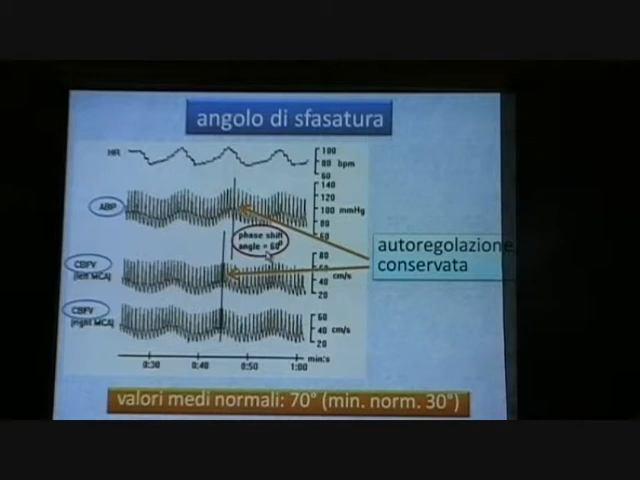 angolo di sfasatura
HR
100
80 bpm
60
140
120
ABP
100 mmHg
80
60
phase shift
angle = 60°
autoregolazione
conservata
CBFV
(left MCA)
80
60
40 cm/s
20
CBFV
(right MCA)
60
40 cm/s
20
min:s
0:30 0:40 0:50 1:00
valori medi normali: 70° (min. norm. 30°)